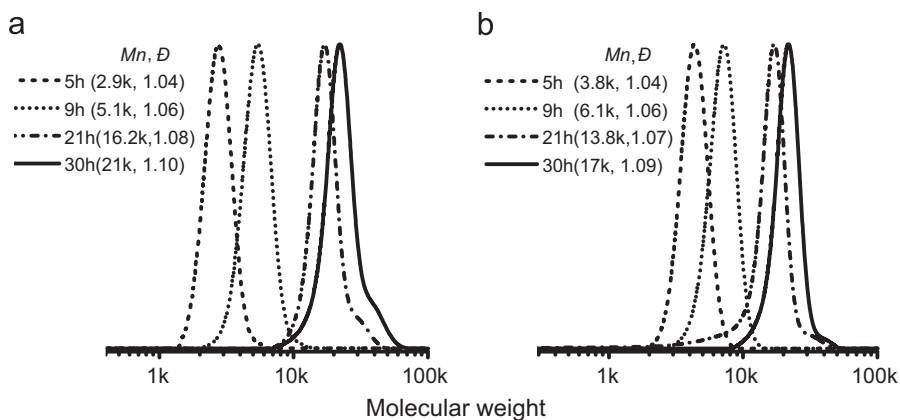 a
Mn, Đ
5h (2.9k, 1.04)
9h (5.1k, 1.06)
21h(16.2k,1.08)
30h(21k, 1.10)
1k 10k 100k
b
Mn, Đ
5h (3.8k, 1.04)
9h (6.1k, 1.06)
21h(13.8k,1.07)
30h(17k, 1.09)
1k 10k 100k
Molecular weight